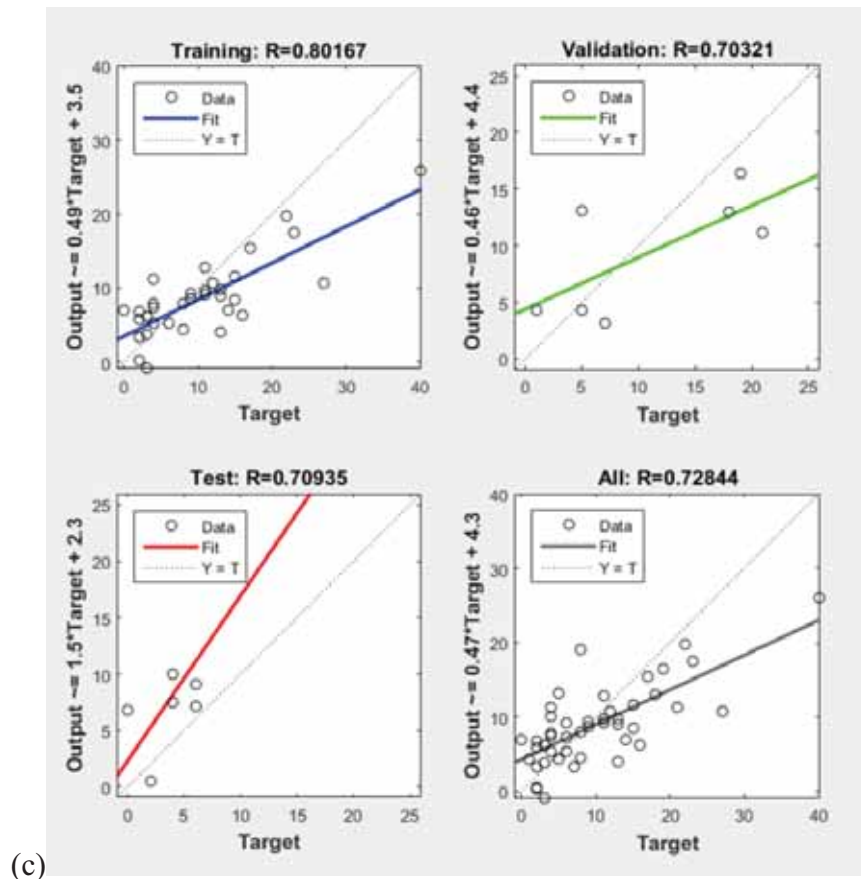 Training: R=0.80167
Output ~= 0.49*Target + 3.5
40
30
20
10
0
Data
Fit
Y = T
0
10
20
30
40
Target
Validation: R=0.70321
Output ~= 0.46*Target + 4.4
25
20
15
10
5
0
Data
Fit
Y = T
0
5
10
15
20
25
Target
Test: R=0.70935
Output ~= 1.5*Target + 2.3
25
20
15
10
5
0
Data
Fit
Y = T
0
5
10
15
20
25
Target
All: R=0.72844
Output ~= 0.47*Target + 4.3
40
30
20
10
0
Data
Fit
Y = T
0
10
20
30
40
Target
(c)